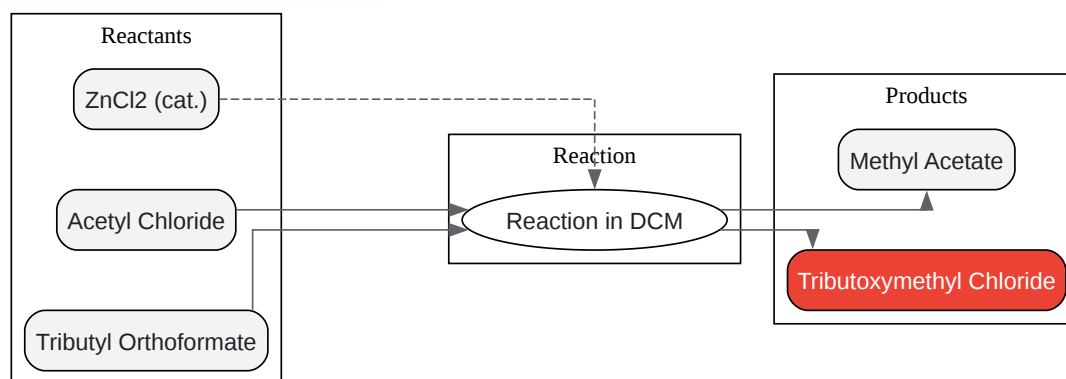 Reactants
ZnCl2 (cat.)
Acetyl Chloride
Tributyl Orthoformate
Reaction
Reaction in DCM
Products
Methyl Acetate
Tributoxymethyl Chloride